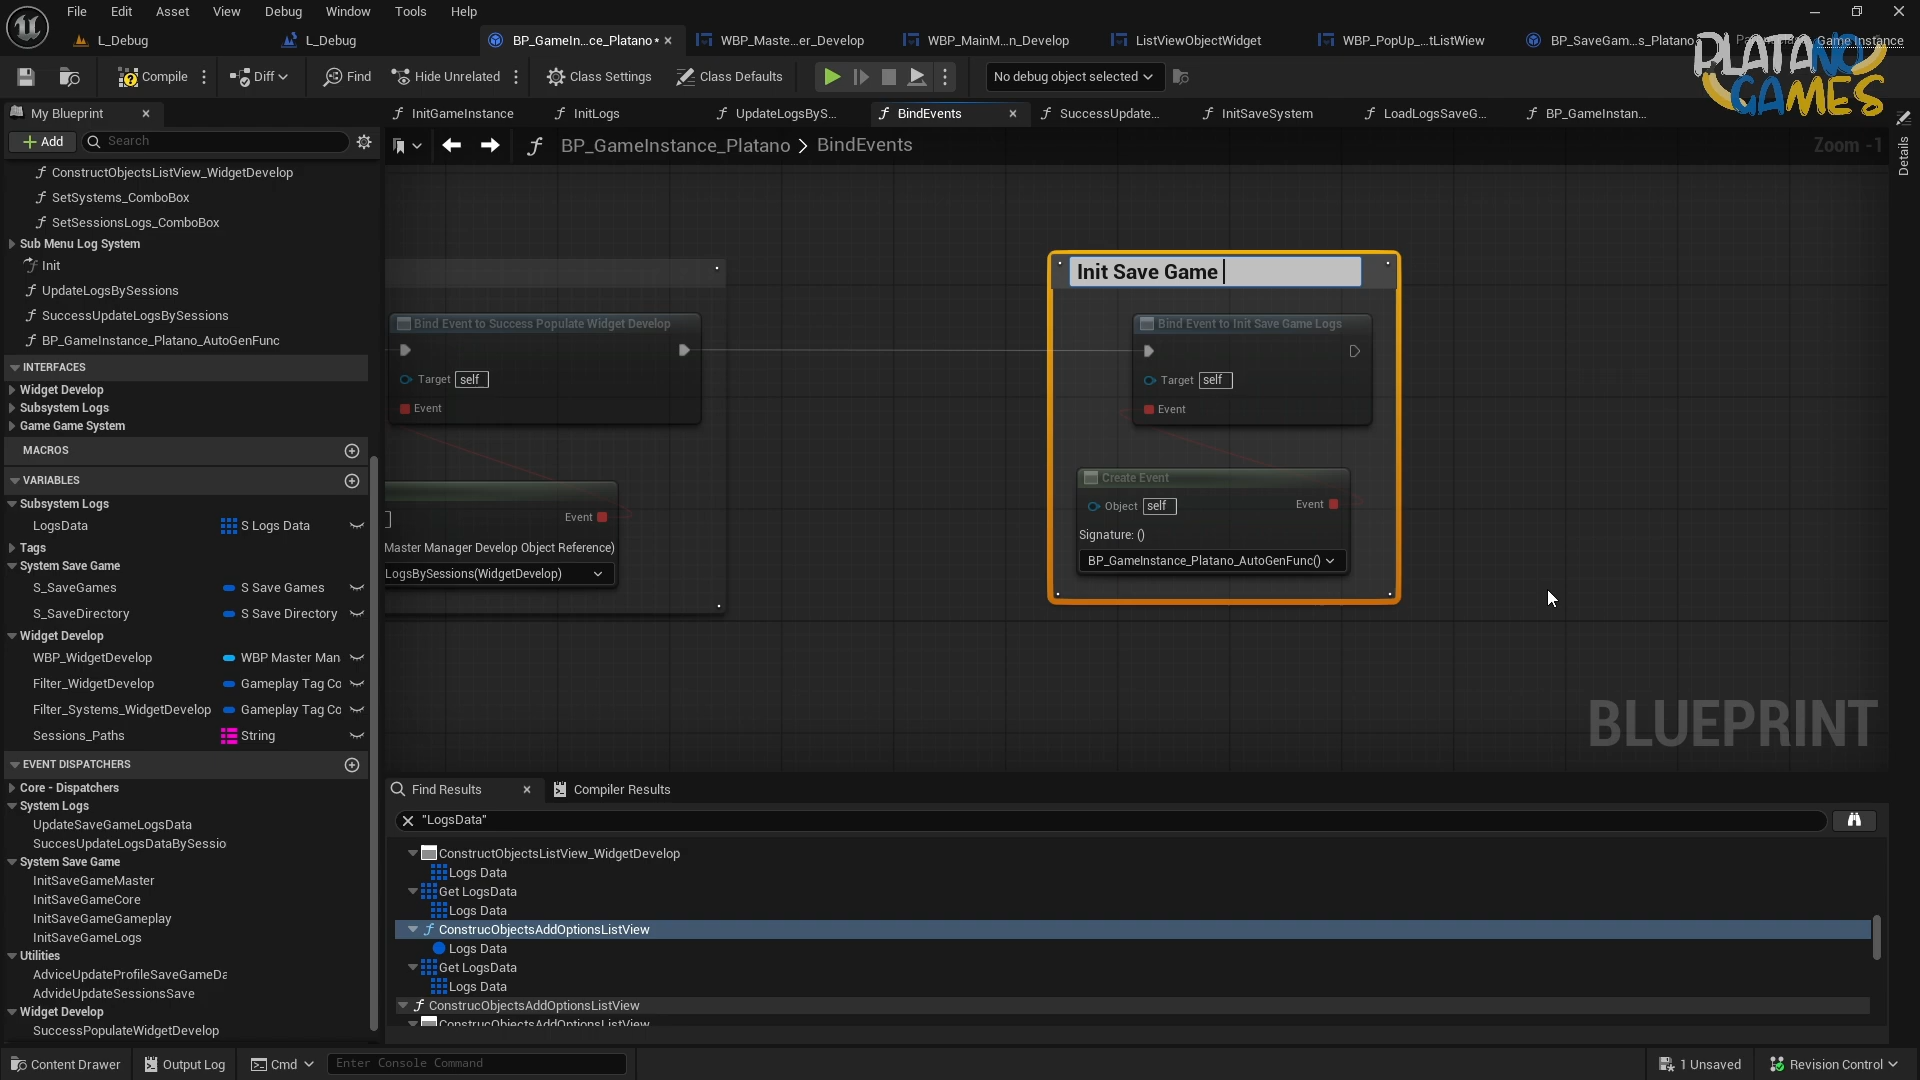 File Edit Asset View Debug Window Tools Help
L_Debug
L_Debug
BP_GameIn...ce_Platano•
WBP_Maste...er_Develop
WBP_MainM...n_Develop
ListViewObjectWidget
WBP_PopUp_...tListWiew
BP_SaveGam...s_Platano
Game Instance
PLATANO
GAMES
Compile
Diff
Find
Hide Unrelated
Class Settings
Class Defaults
No debug object selected
My Blueprint
InitGameInstance
InitLogs
UpdateLogsByS...
BindEvents
SuccessUpdate...
InitSaveSystem
LoadLogsSaveG...
BP_GameInstan...
Add
Search
BP_GameInstance_Platano > BindEvents
Zoom -1
Details
ConstructObjectsListView_WidgetDevelop
SetSystems_ComboBox
SetSessionsLogs_ComboBox
Sub Menu Log System
Init
UpdateLogsBySessions
SuccessUpdateLogsBySessions
BP_GameInstance_Platano_AutoGenFunc
INTERFACES
Widget Develop
Subsystem Logs
Game Game System
MACROS
VARIABLES
Subsystem Logs
LogsData S Logs Data
Tags
System Save Game
S_SaveGames S Save Games
S_SaveDirectory S Save Directory
Widget Develop
WBP_WidgetDevelop WBP Master Man
Filter_WidgetDevelop Gameplay Tag Co
Filter_Systems_WidgetDevelop Gameplay Tag Co
Sessions_Paths String
EVENT DISPATCHERS
Core - Dispatchers
System Logs
UpdateSaveGameLogsData
SuccesUpdateLogsDataBySessio
System Save Game
InitSaveGameMaster
InitSaveGameCore
InitSaveGameGameplay
InitSaveGameLogs
Utilities
AdviceUpdateProfileSaveGameDa
AdvideUpdateSessionsSave
Widget Develop
SuccessPopulateWidgetDevelop
Bind Event to Success Populate Widget Develop
Target self
Event
Event
Master Manager Develop Object Reference)
LogsBySessions(WidgetDevelop)
Init Save Game
Bind Event to Init Save Game Logs
Target self
Event
Create Event
Object self Event
Signature: ()
BP_GameInstance_Platano_AutoGenFunc()
BLUEPRINT
Find Results
Compiler Results
"LogsData"
ConstructObjectsListView_WidgetDevelop
Logs Data
Get LogsData
Logs Data
ConstrucObjectsAddOptionsListView
Logs Data
Get LogsData
Logs Data
ConstrucObjectsAddOptionsListView
ConstrucObjectsAddOptionsListView
Content Drawer
Output Log
Cmd
Enter Console Command
1 Unsaved
Revision Control